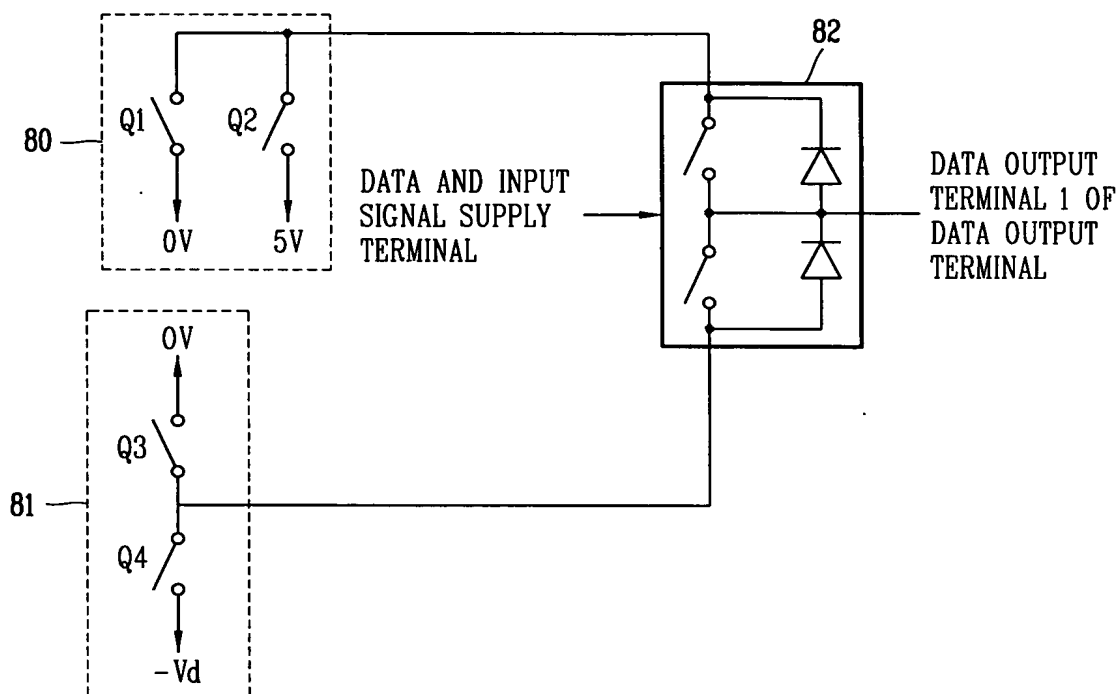 82
Q1
Q2
80
0V
5V
DATA AND INPUT
SIGNAL SUPPLY
TERMINAL
DATA OUTPUT
TERMINAL 1 OF
DATA OUTPUT
TERMINAL
0V
Q3
81
Q4
-Vd